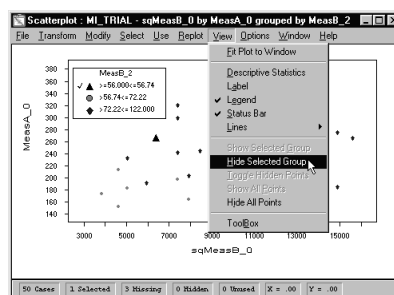 Scatterplot : MI_TRIAL - sqMeasB_0 by MeasA_0 grouped by MeasB_2
File Transform Modify Select Use Replot View Options Window Help
Fit Plot to Window
Descriptive Statistics
Label
Legend
Status Bar
Lines
Show Selected Group
Hide Selected Group
Toggle Hidden Points
Show All Points
Hide All Points
ToolBox
MeasB_2
>=56.000<=56.74
>56.74<=72.22
>72.22<=122.000
MeasA_0
380
360
340
320
300
280
260
240
220
200
180
160
140
3000 5000 7000 9000 11000 13000 15000
sqMeasB_0
50 Cases 1 Selected 3 Missing 0 Hidden 0 Unused X = .00 Y = .00